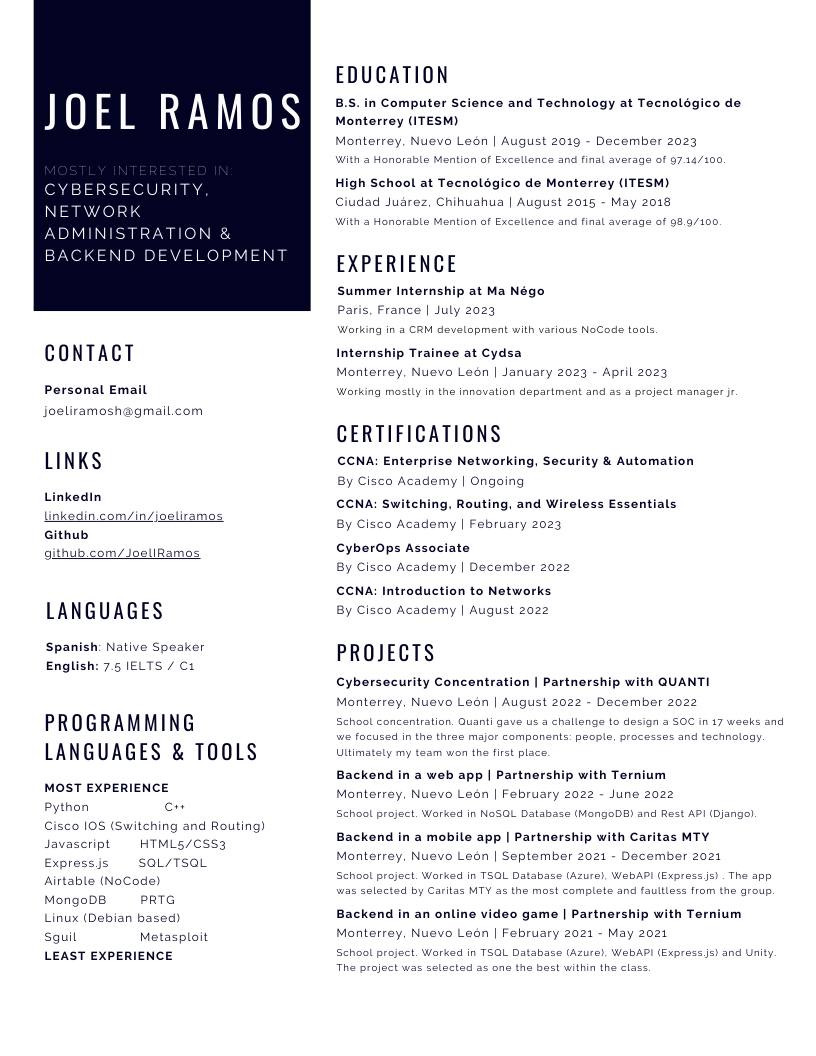 JOEL RAMOS
MOSTLY INTERESTED IN:
CYBERSECURITY,
NETWORK
ADMINISTRATION &
BACKEND DEVELOPMENT
CONTACT
Personal Email
joeliramosh@gmail.com
LINKS
LinkedIn
linkedin.com/in/joeliramos
Github
github.com/JoelIRamos
LANGUAGES
Spanish: Native Speaker
English: 7.5 IELTS / C1
PROGRAMMING
LANGUAGES & TOOLS
MOST EXPERIENCE
Python C++
Cisco IOS (Switching and Routing)
Javascript HTML5/CSS3
Express.js SQL/TSQL
Airtable (NoCode)
MongoDB PRTG
Linux (Debian based)
Sguil Metasploit
LEAST EXPERIENCE
EDUCATION
B.S. in Computer Science and Technology at Tecnológico de
Monterrey (ITESM)
Monterrey, Nuevo León | August 2019 - December 2023
With a Honorable Mention of Excellence and final average of 97.14/100.
High School at Tecnológico de Monterrey (ITESM)
Ciudad Juárez, Chihuahua | August 2015 - May 2018
With a Honorable Mention of Excellence and final average of 98.9/100.
EXPERIENCE
Summer Internship at Ma Négo
Paris, France | July 2023
Working in a CRM development with various NoCode tools.
Internship Trainee at Cydsa
Monterrey, Nuevo León | January 2023 - April 2023
Working mostly in the innovation department and as a project manager jr.
CERTIFICATIONS
CCNA: Enterprise Networking, Security & Automation
By Cisco Academy | Ongoing
CCNA: Switching, Routing, and Wireless Essentials
By Cisco Academy | February 2023
CyberOps Associate
By Cisco Academy | December 2022
CCNA: Introduction to Networks
By Cisco Academy | August 2022
PROJECTS
Cybersecurity Concentration | Partnership with QUANTI
Monterrey, Nuevo León | August 2022 - December 2022
School concentration. Quanti gave us a challenge to design a SOC in 17 weeks and
we focused in the three major components: people, processes and technology.
Ultimately my team won the first place.
Backend in a web app | Partnership with Ternium
Monterrey, Nuevo León | February 2022 - June 2022
School project. Worked in NoSQL Database (MongoDB) and Rest API (Django).
Backend in a mobile app | Partnership with Caritas MTY
Monterrey, Nuevo León | September 2021 - December 2021
School project. Worked in TSQL Database (Azure), WebAPI (Express.js) . The app
was selected by Caritas MTY as the most complete and faultless from the group.
Backend in an online video game | Partnership with Ternium
Monterrey, Nuevo León | February 2021 - May 2021
School project. Worked in TSQL Database (Azure), WebAPI (Express.js) and Unity.
The project was selected as one the best within the class.